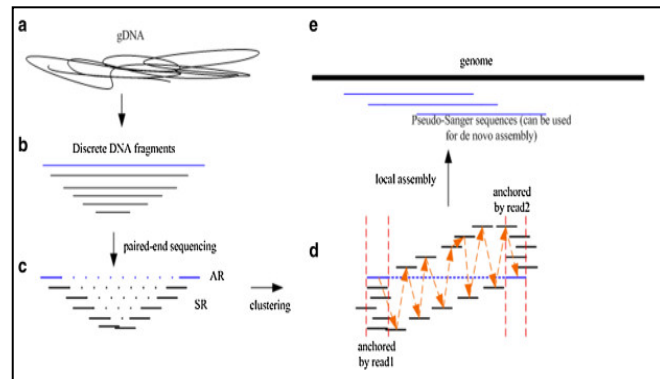 a
gDNA
b
Discrete DNA fragments
paired-end sequencing
c
AR
SR
clustering
d
anchored
by read1
anchored
by read2
local assembly
e
genome
Pseudo-Sanger sequences (can be used
for de novo assembly)